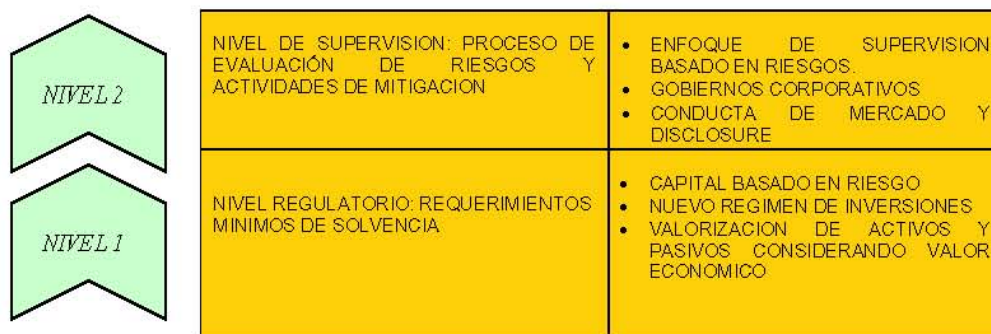 NIVEL 2
NIVEL DE SUPERVISION: PROCESO DE
EVALUACIÓN DE RIESGOS Y
ACTIVIDADES DE MITIGACION
• ENFOQUE DE SUPERVISION
BASADO EN RIESGOS.
• GOBIERNOS CORPORATIVOS
• CONDUCTA DE MERCADO Y
DISCLOSURE
NIVEL 1
NIVEL REGULATORIO: REQUERIMIENTOS
MINIMOS DE SOLVENCIA
• CAPITAL BASADO EN RIESGO
• NUEVO REGIMEN DE INVERSIONES
• VALORIZACION DE ACTIVOS Y
PASIVOS CONSIDERANDO VALOR
ECONOMICO